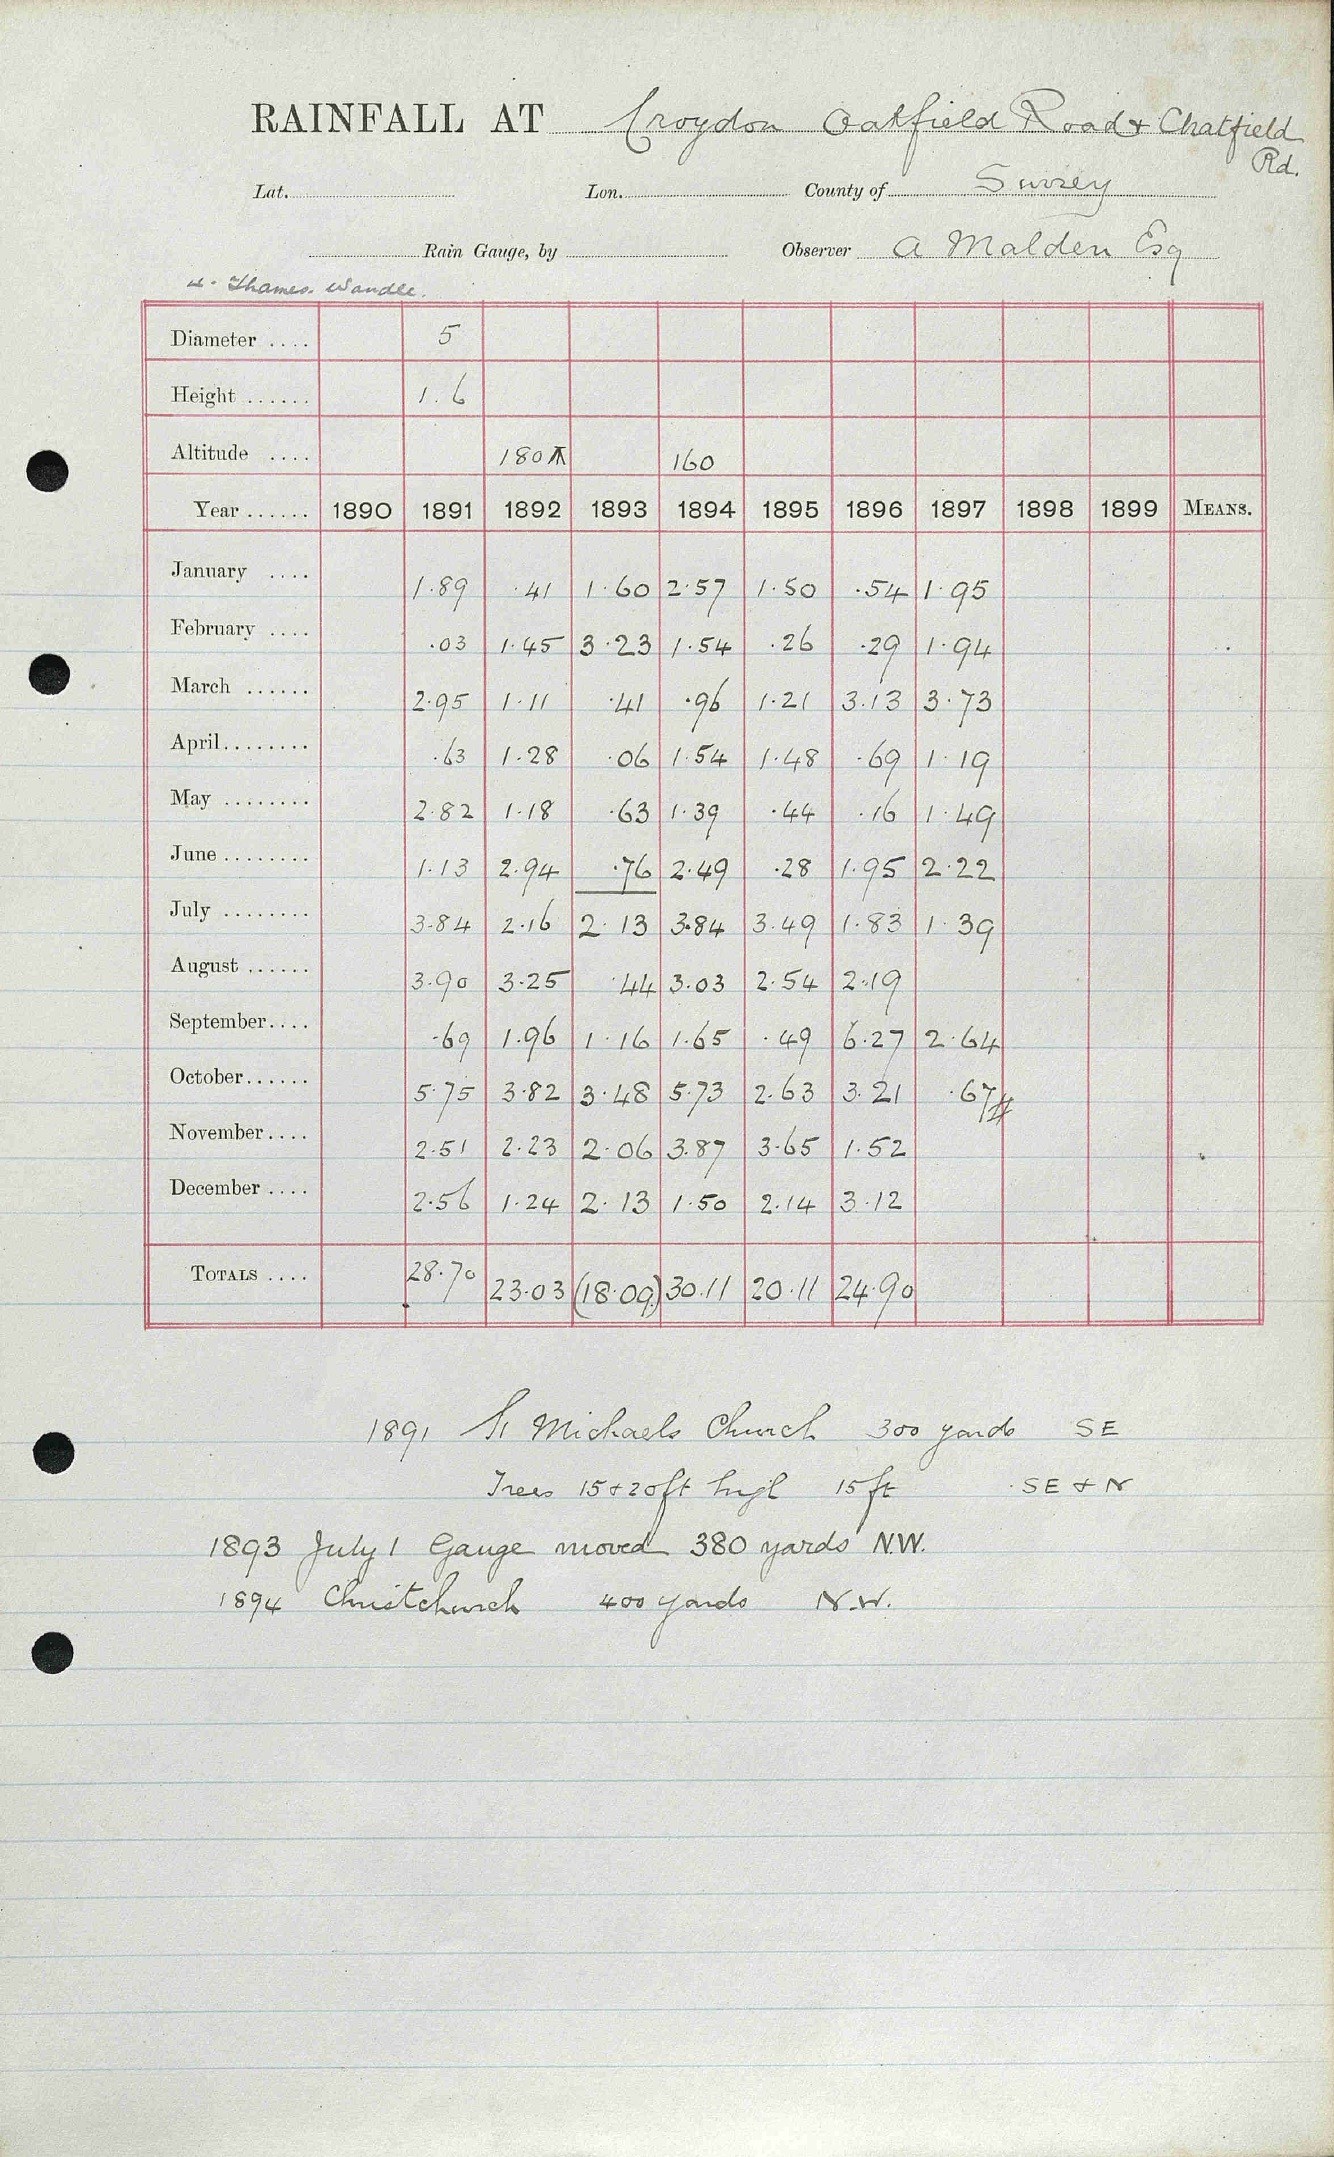 RAINFALL AT Croydon Oatfield Road & Chatfield
Rd.
Lat. Lon. County of Surrey
Rain Gauge, by Observer A Malden Esq
Thames. Wandle.
Diameter .... 5
Height ...... 1.6
Altitude .... 180 160
Year ...... 1890 1891 1892 1893 1894 1895 1896 1897 1898 1899 MEANS.
January .... 1.89 .41 1.60 2.57 1.50 .54 1.95
February .... .03 1.45 3.23 1.54 .26 .29 1.94
March ...... 2.95 1.11 .41 .96 1.21 3.13 3.73
April........ .63 1.28 .06 1.54 1.48 .69 1.19
May ........ 2.82 1.18 .63 1.39 .44 .16 1.49
June ........ 1.13 2.94 .76 2.49 .28 1.95 2.22
July ........ 3.84 2.16 2.13 3.84 3.49 1.83 1.39
August ...... 3.90 3.25 .44 3.03 2.54 2.19
September.... .69 1.96 1.16 1.65 .49 6.27 2.64
October...... 5.75 3.82 3.48 5.73 2.63 3.21 .67
November.... 2.51 2.23 2.06 3.87 3.65 1.52
December .... 2.56 1.24 2.13 1.50 2.14 3.12
TOTALS .... 28.70 23.03 (18.09) 30.11 20.11 24.90
1891 St Michaels Church 300 yards SE
Trees 15 & 20ft high 15ft SE & N
1893 July 1 Gauge moved 380 yards N.W.
1894 Christchurch 400 yards N.W.